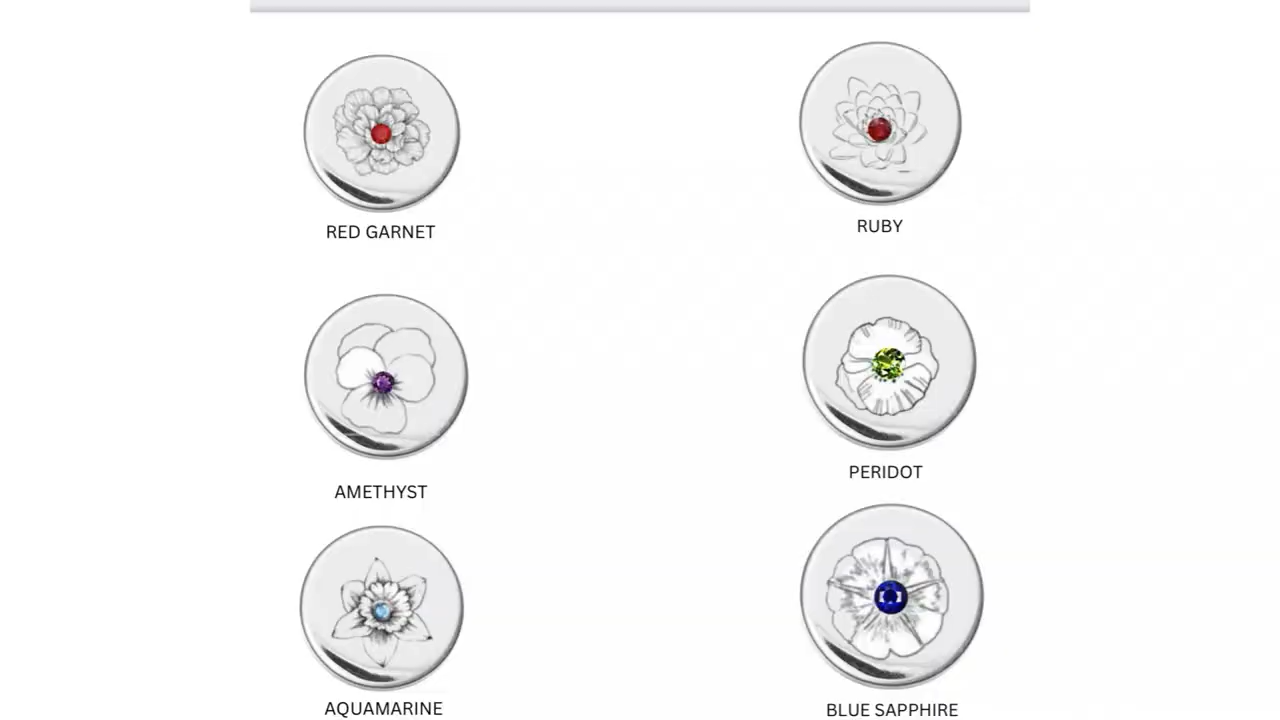 RED GARNET
RUBY
AMETHYST
PERIDOT
AQUAMARINE
BLUE SAPPHIRE